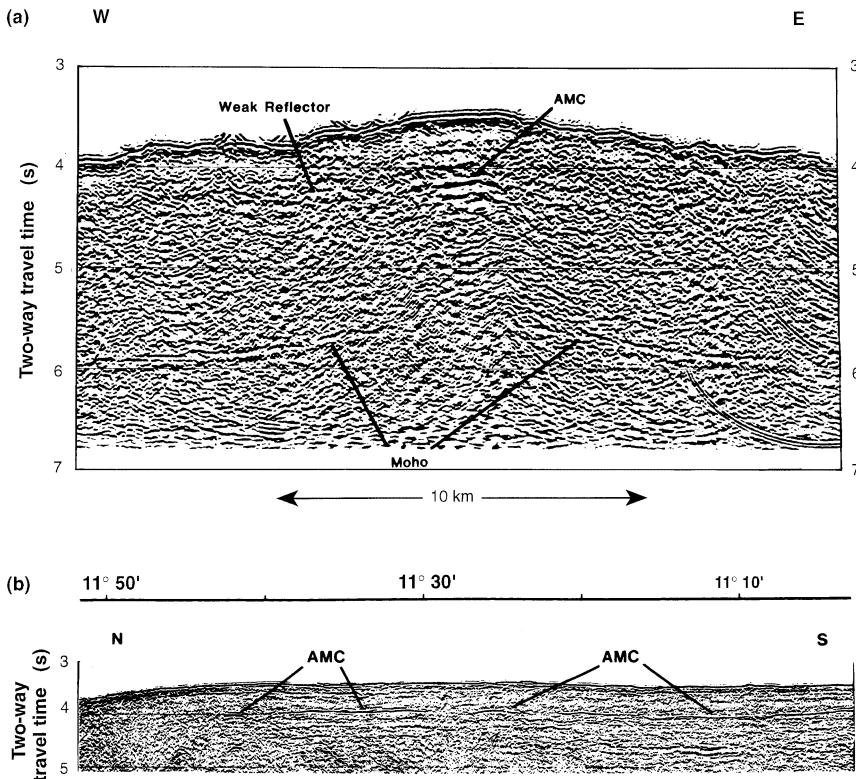 (a)
W
E
3
3
Weak Reflector
AMC
4
4
Two-way travel time (s)
5
5
6
6
Moho
7
7
10 km
(b)
11° 50'
11° 30'
11° 10'
N
S
3
AMC
AMC
4
Two-way
travel time (s)
5